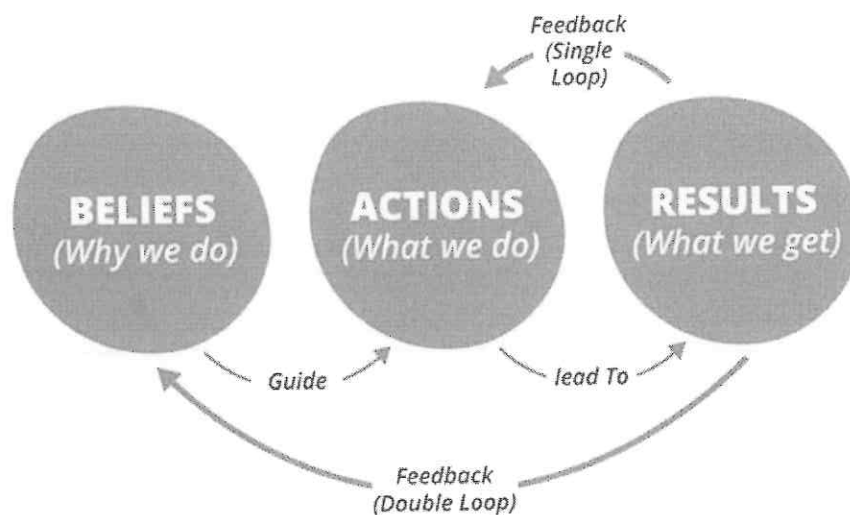 Feedback
(Single
Loop)
BELIEFS
(Why we do)
ACTIONS
(What we do)
RESULTS
(What we get)
Guide
lead To
Feedback
(Double Loop)